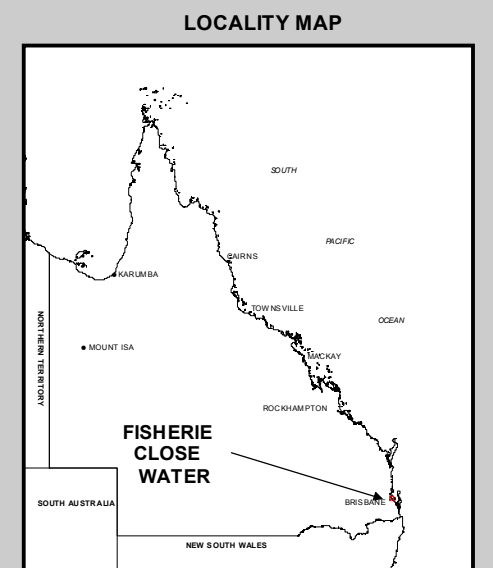 LOCALITY MAP
SOUTH
PACIFIC
OCEAN
CAIRNS
KARUMBA
TOWNSVILLE
NORTHERN TERRITORY
MOUNT ISA
MACKAY
ROCKHAMPTON
FISHERIE
CLOSE
WATER
BRISBANE
SOUTH AUSTRALIA
NEW SOUTH WALES